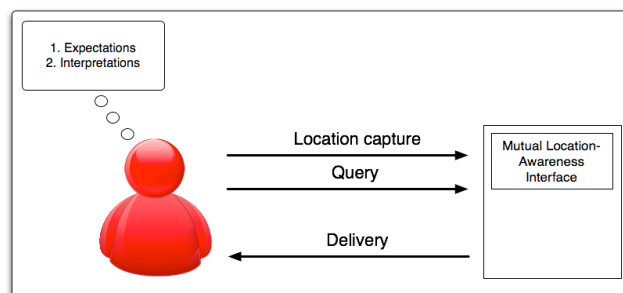 1. Expectations
2. Interpretations
Location capture
Query
Delivery
Mutual Location-
Awareness
Interface